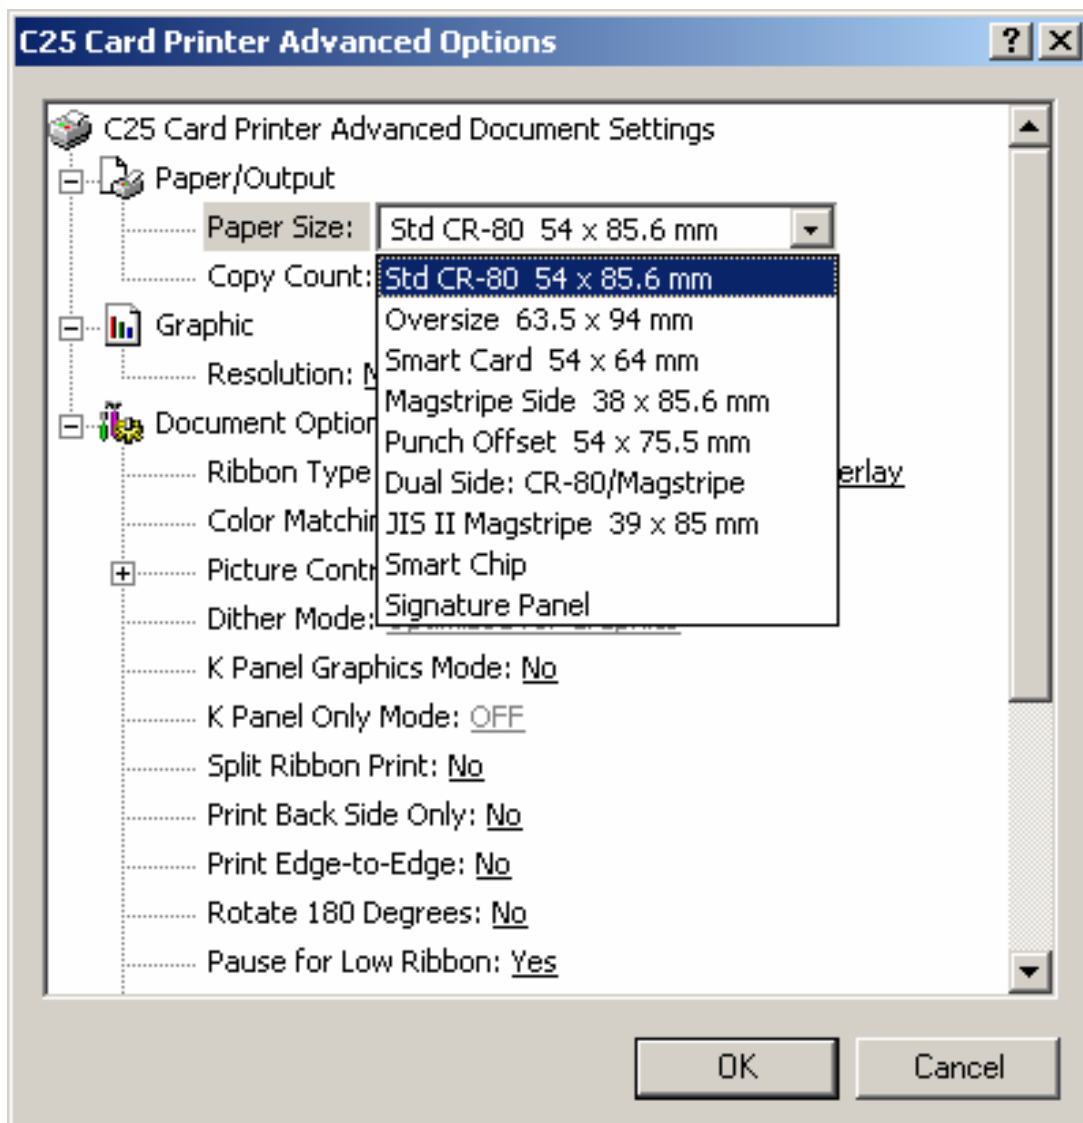 C25 Card Printer Advanced Options
C25 Card Printer Advanced Document Settings
Paper/Output
Paper Size: Std CR-80 54 x 85.6 mm
Copy Count:
Std CR-80 54 x 85.6 mm
Oversize 63.5 x 94 mm
Smart Card 54 x 64 mm
Magstripe Side 38 x 85.6 mm
Punch Offset 54 x 75.5 mm
Dual Side: CR-80/Magstripe
JIS II Magstripe 39 x 85 mm
Smart Chip
Signature Panel
Graphic
Resolution:
Document Option
Ribbon Type erlay
Color Matchin
Picture Contr
Dither Mode:
K Panel Graphics Mode: No
K Panel Only Mode: OFF
Split Ribbon Print: No
Print Back Side Only: No
Print Edge-to-Edge: No
Rotate 180 Degrees: No
Pause for Low Ribbon: Yes
OK Cancel